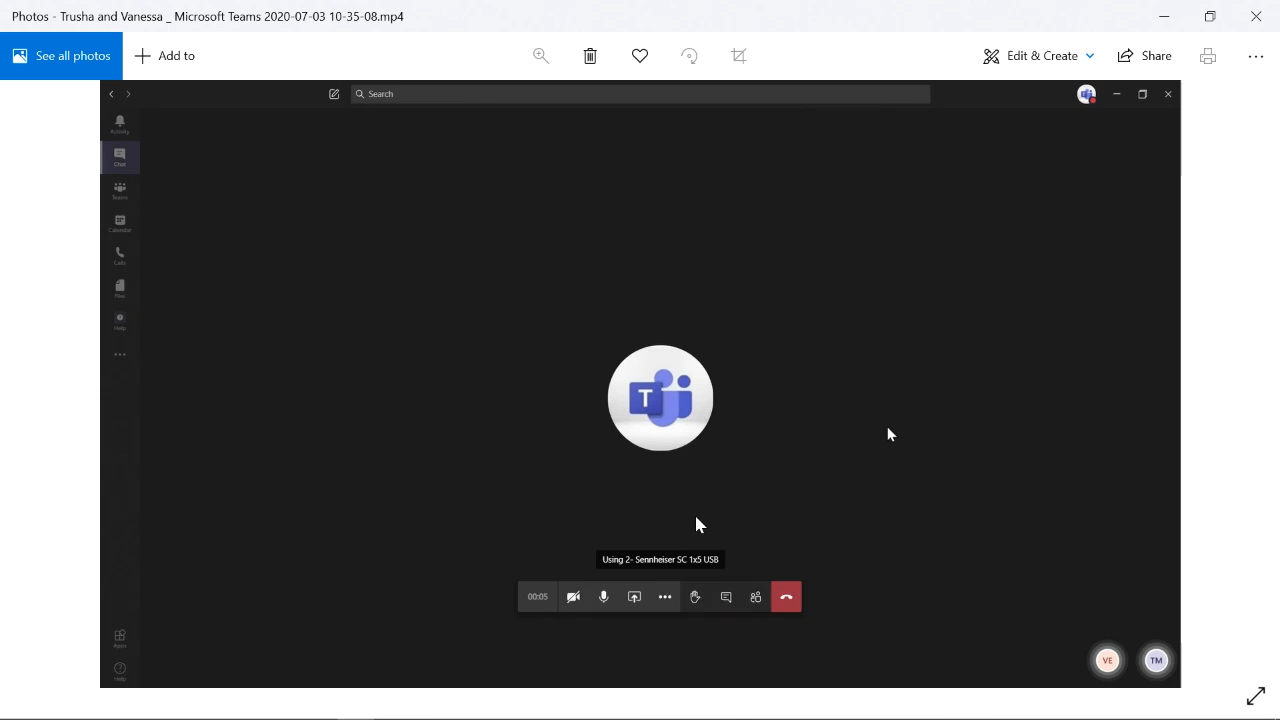 Photos - Trusha and Vanessa _ Microsoft Teams 2020-07-03 10-35-08.mp4
See all photos
Add to
Edit & Create
Share
Search
Activity
Chat
Teams
Calendar
Calls
Files
Help
T
Using 2- Sennheiser SC 1x5 USB
00:05
Apps
Help
VE
TM